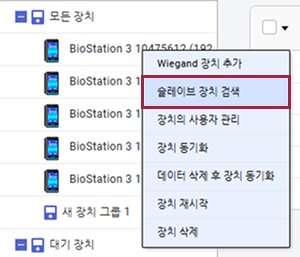 모든 장치
BioStation 3 10475612 (192
BioStation 3 1
BioStation 3 1
BioStation 3 1
BioStation 3 1
새 장치 그룹 1
대기 장치
Wiegand 장치 추가
슬레이브 장치 검색
장치의 사용자 관리
장치 동기화
데이터 삭제 후 장치 동기화
장치 재시작
장치 삭제